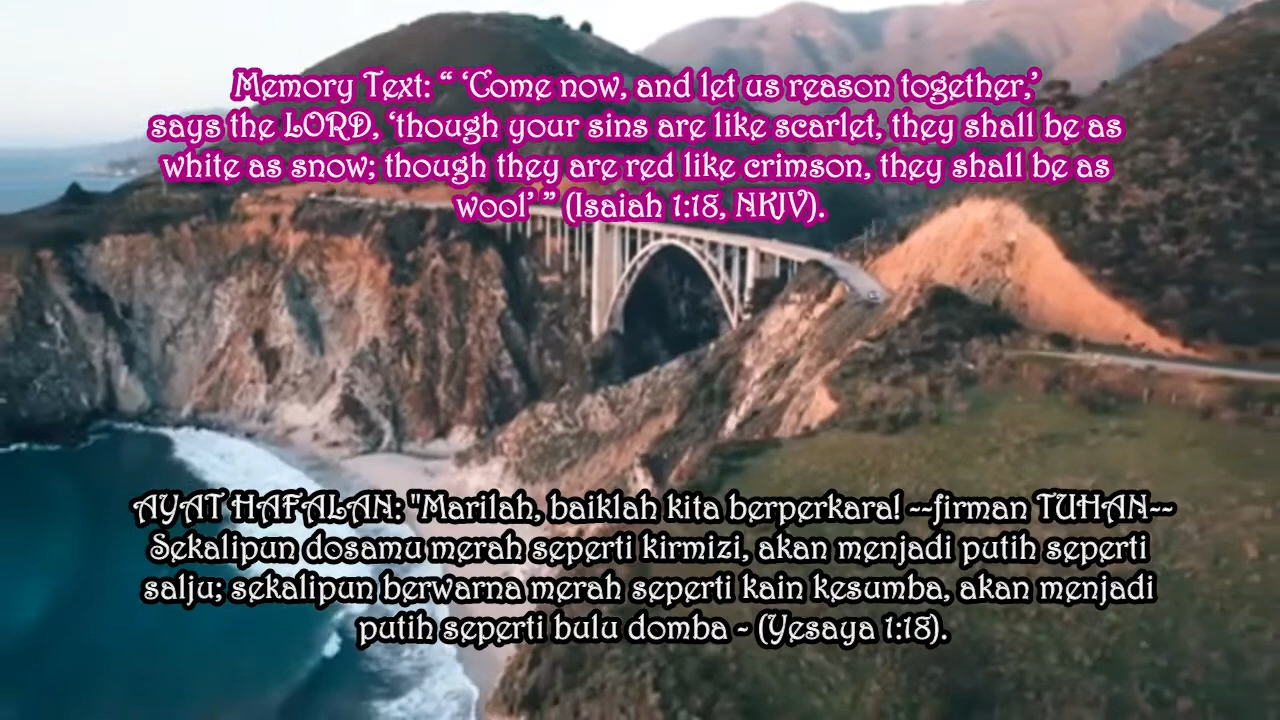 Memory Text: “ ‘Come now, and let us reason together,’
says the LORD, ‘though your sins are like scarlet, they shall be as
white as snow; though they are red like crimson, they shall be as
wool’ ” (Isaiah 1:18, NKJV).
AYAT HAFALAN: "Marilah, baiklah kita berperkara! --firman TUHAN--
Sekalipun dosamu merah seperti kirmizi, akan menjadi putih seperti
salju; sekalipun berwarna merah seperti kain kesumba, akan menjadi
putih seperti bulu domba - (Yesaya 1:18).